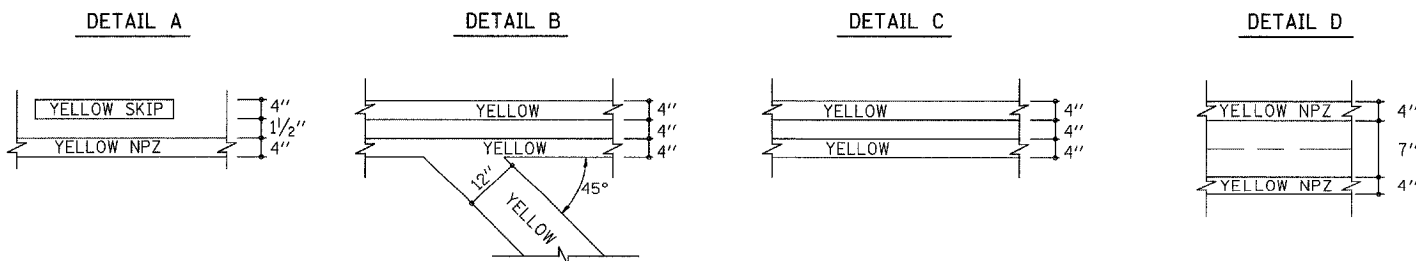 DETAIL A
YELLOW SKIP
YELLOW NPZ
4"
1½"
4"
DETAIL B
YELLOW
YELLOW
4"
4"
4"
12"
45°
YELLOW
DETAIL C
YELLOW
YELLOW
4"
4"
4"
DETAIL D
YELLOW NPZ
YELLOW NPZ
4"
7"
4"